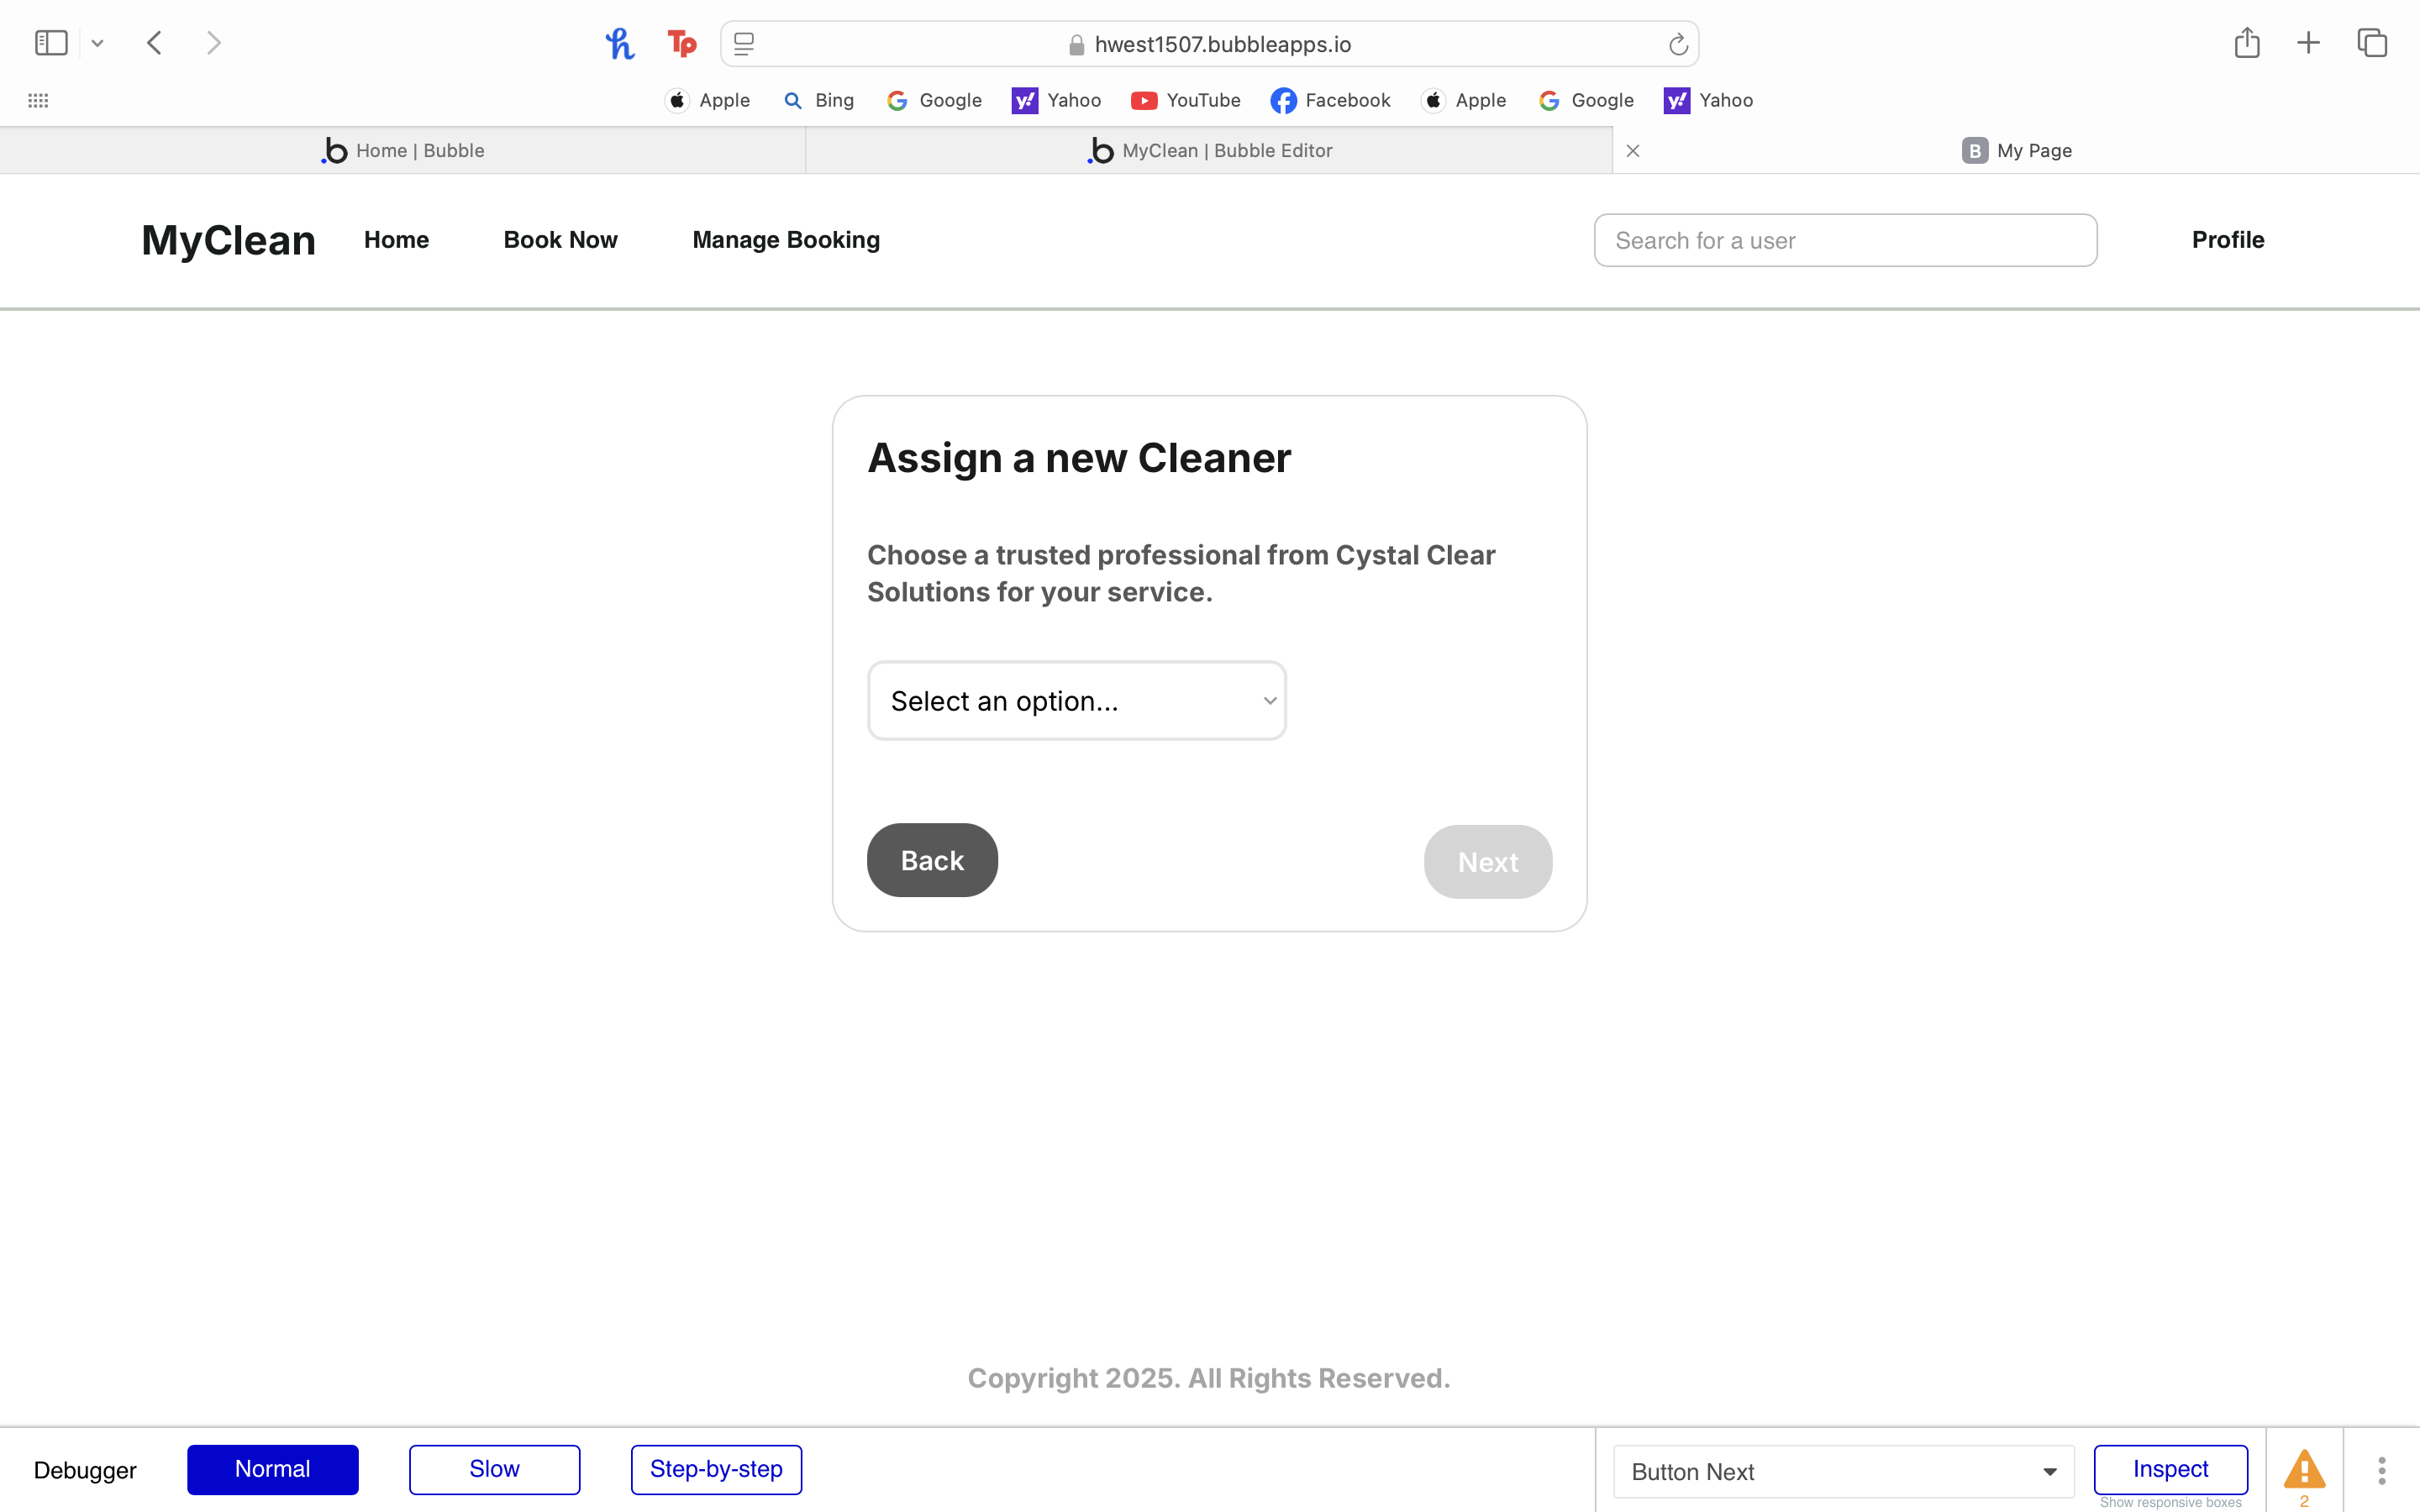 hwest1507.bubbleapps.io
Apple Bing Google Yahoo YouTube Facebook Apple Google Yahoo
Home | Bubble MyClean | Bubble Editor B My Page
MyClean Home Book Now Manage Booking Search for a user Profile
Assign a new Cleaner
Choose a trusted professional from Cystal Clear
Solutions for your service.
Select an option...
Back Next
Copyright 2025. All Rights Reserved.
Debugger Normal Slow Step-by-step Button Next Inspect
Show responsive boxes 2